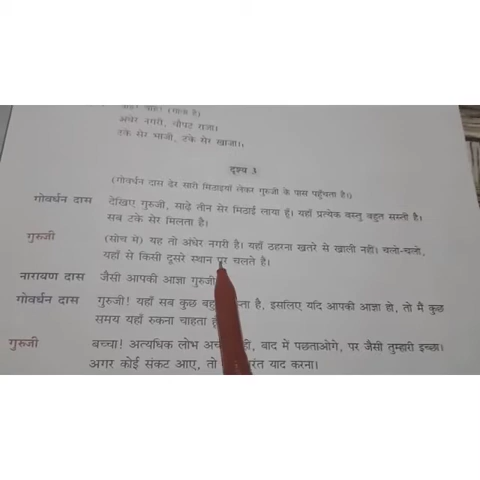 (गाता है)
अंधेर नगरी, चौपट राजा।
टके सेर भाजी, टके सेर खाजा।।
दृश्य 3
(गोवर्धन दास ढेर सारी मिठाइयाँ लेकर गुरुजी के पास पहुँचता है।)
गोवर्धन दास देखिए गुरुजी, साढ़े तीन सेर मिठाई लाया हूँ। यहाँ प्रत्येक वस्तु बहुत सस्ती है।
सब टके सेर मिलता है।
गुरुजी (सोच में) यह तो अंधेर नगरी है। यहाँ ठहरना खतरे से खाली नहीं। चलो-चलो,
यहाँ से किसी दूसरे स्थान पर चलते हैं।
नारायण दास जैसी आपकी आज्ञा गुरुजी
गोवर्धन दास गुरुजी! यहाँ सब कुछ है, इसलिए यदि आपकी आज्ञा हो, तो मैं कुछ
समय यहाँ रुकना चाहता
गुरुजी बच्चा! अत्यधिक लोभ बाद में पछताओगे, पर जैसी तुम्हारी इच्छा।
अगर कोई संकट आए, तो याद करना।